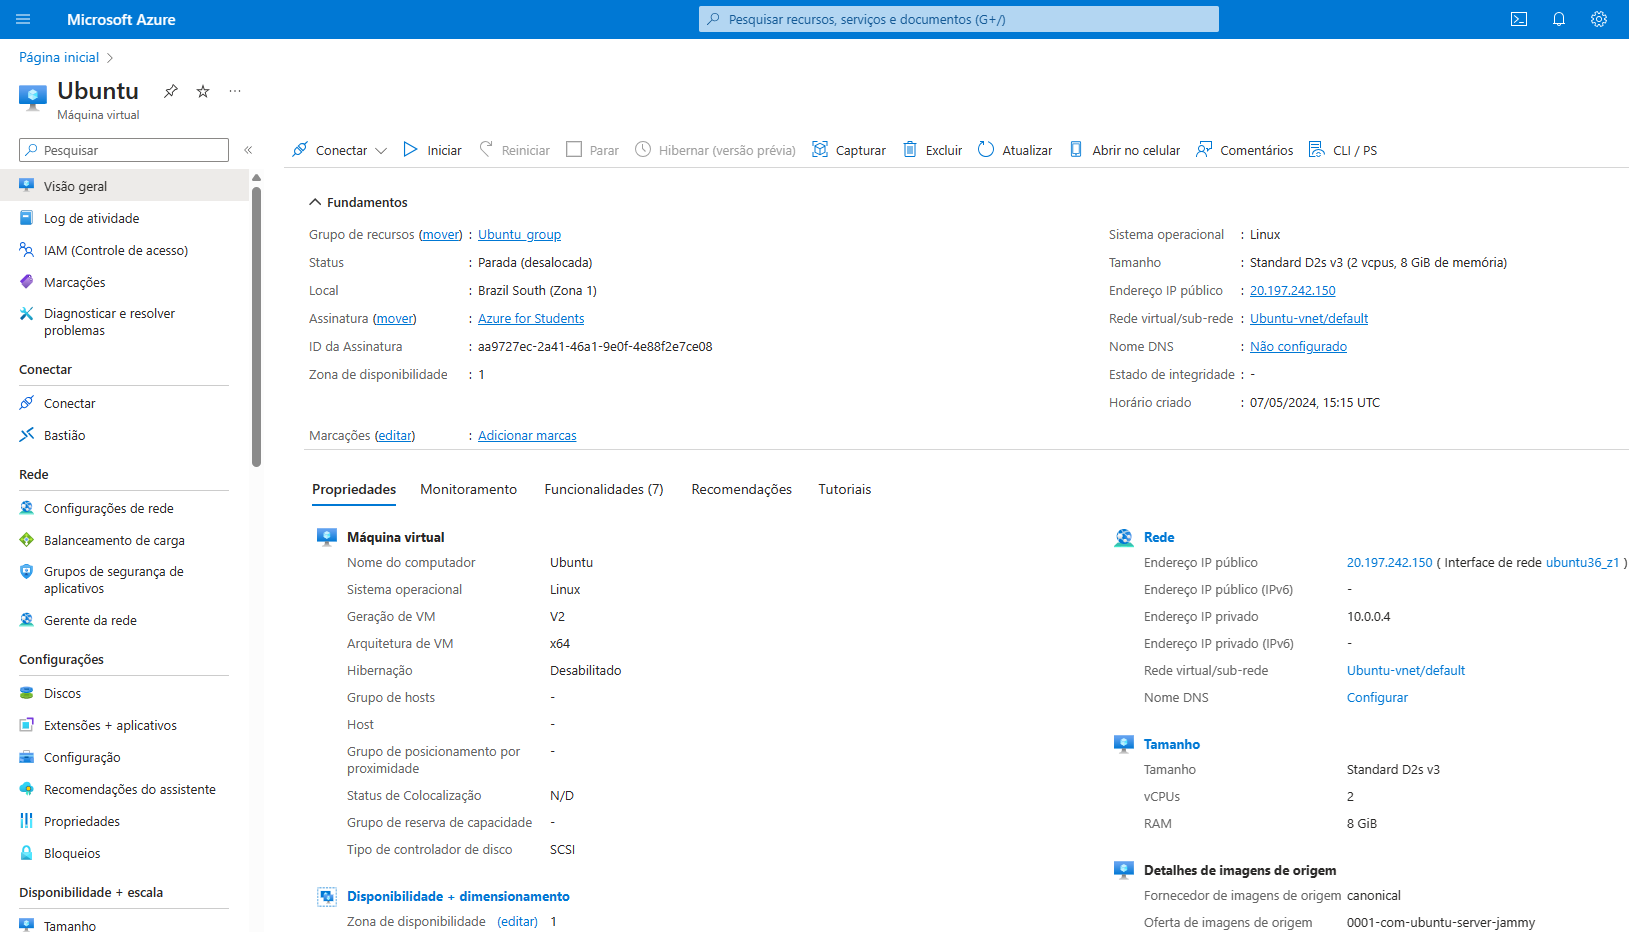 Microsoft Azure
Pesquisar recursos, serviços e documentos (G+/)
Página inicial
Ubuntu
Máquina virtual
Pesquisar
Conectar
Iniciar
Reiniciar
Parar
Hibernar (versão prévia)
Capturar
Excluir
Atualizar
Abrir no celular
Comentários
CLI / PS
Visão geral
Log de atividade
IAM (Controle de acesso)
Marcações
Diagnosticar e resolver
problemas
Conectar
Conectar
Bastião
Rede
Configurações de rede
Balanceamento de carga
Grupos de segurança de
aplicativos
Gerente da rede
Configurações
Discos
Extensões + aplicativos
Configuração
Recomendações do assistente
Propriedades
Bloqueios
Disponibilidade + escala
Tamanho
Fundamentos
Grupo de recursos (mover) : Ubuntu_group
Status : Parada (desalocada)
Local : Brazil South (Zona 1)
Assinatura (mover) : Azure for Students
ID da Assinatura : aa9727ec-2a41-46a1-9e0f-4e88f2e7ce08
Zona de disponibilidade : 1
Sistema operacional : Linux
Tamanho : Standard D2s v3 (2 vcpus, 8 GiB de memória)
Endereço IP público : 20.197.242.150
Rede virtual/sub-rede : Ubuntu-vnet/default
Nome DNS : Não configurado
Estado de integridade : -
Horário criado : 07/05/2024, 15:15 UTC
Marcações (editar) : Adicionar marcas
Propriedades
Monitoramento
Funcionalidades (7)
Recomendações
Tutoriais
Máquina virtual
Nome do computador Ubuntu
Sistema operacional Linux
Geração de VM V2
Arquitetura de VM x64
Hibernação Desabilitado
Grupo de hosts -
Host -
Grupo de posicionamento por -
proximidade
Status de Colocalização N/D
Grupo de reserva de capacidade -
Tipo de controlador de disco SCSI
Disponibilidade + dimensionamento
Zona de disponibilidade (editar) 1
Rede
Endereço IP público 20.197.242.150 ( Interface de rede ubuntu36_z1 )
Endereço IP público (IPv6) -
Endereço IP privado 10.0.0.4
Endereço IP privado (IPv6) -
Rede virtual/sub-rede Ubuntu-vnet/default
Nome DNS Configurar
Tamanho
Tamanho Standard D2s v3
vCPUs 2
RAM 8 GiB
Detalhes de imagens de origem
Fornecedor de imagens de origem canonical
Oferta de imagens de origem 0001-com-ubuntu-server-jammy